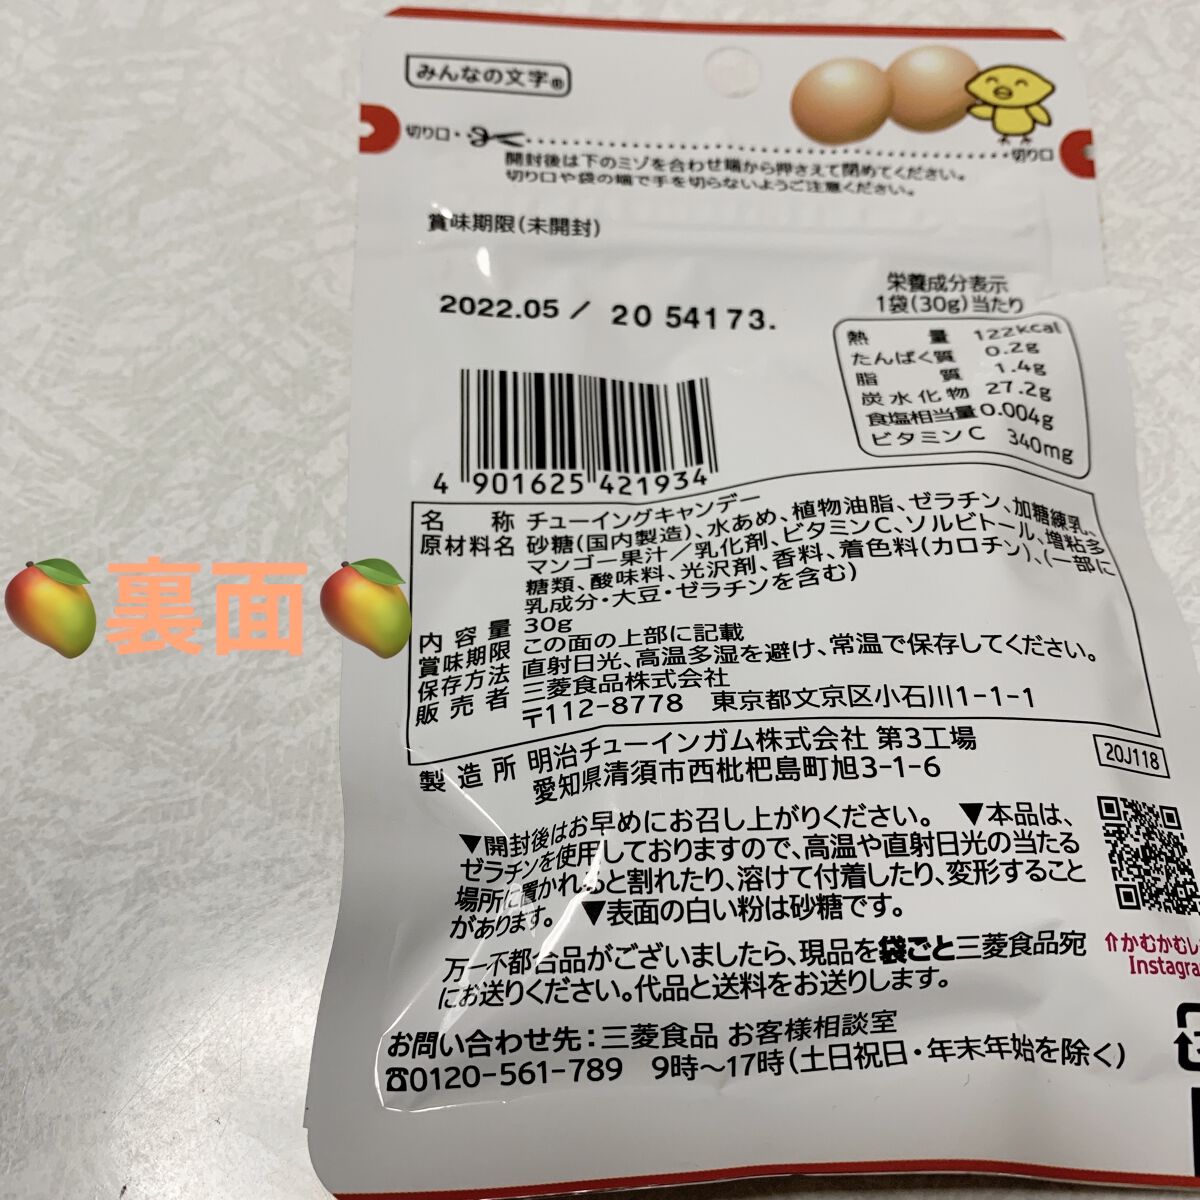 みんなの文字®
切り口・
切り口
開封後は下のミゾを合わせ端から押さえて閉めてください。
切り口や袋の端で手を切らないようご注意ください。
賞味期限(未開封)
2022.05 / 20 54173.
栄養成分表示
1袋(30g)当たり
熱量 122kcal
たんぱく質 0.2g
脂質 1.4g
炭水化物 27.2g
食塩相当量 0.004g
ビタミンC 340mg
4 901625 421934
名称 チューイングキャンデー
原材料名 砂糖(国内製造)、水あめ、植物油脂、ゼラチン、加糖練乳、
マンゴー果汁／乳化剤、ビタミンC、ソルビトール、増粘多
糖類、酸味料、光沢剤、香料、着色料(カロチン)、(一部に
乳成分・大豆・ゼラチンを含む)
内容量 30g
賞味期限 この面の上部に記載
保存方法 直射日光、高温多湿を避け、常温で保存してください。
販売者 三菱食品株式会社
〒112-8778 東京都文京区小石川1-1-1
製造所 明治チューインガム株式会社 第3工場
愛知県清須市西枇杷島町旭3-1-6
20J118
🥭裏面🥭
▼開封後はお早めにお召し上がりください。 ▼本品は、
ゼラチンを使用しておりますので、高温や直射日光の当たる
場所に置かれると割れたり、溶けて付着したり、変形すること
があります。 ▼表面の白い粉は砂糖です。
⇑かむかむし
Instagra
万一不都合品がございましたら、現品を袋ごと三菱食品宛
にお送りください。代品と送料をお送りします。
お問い合わせ先：三菱食品 お客様相談室
☎0120-561-789 9時～17時(土日祝日・年末年始を除く)